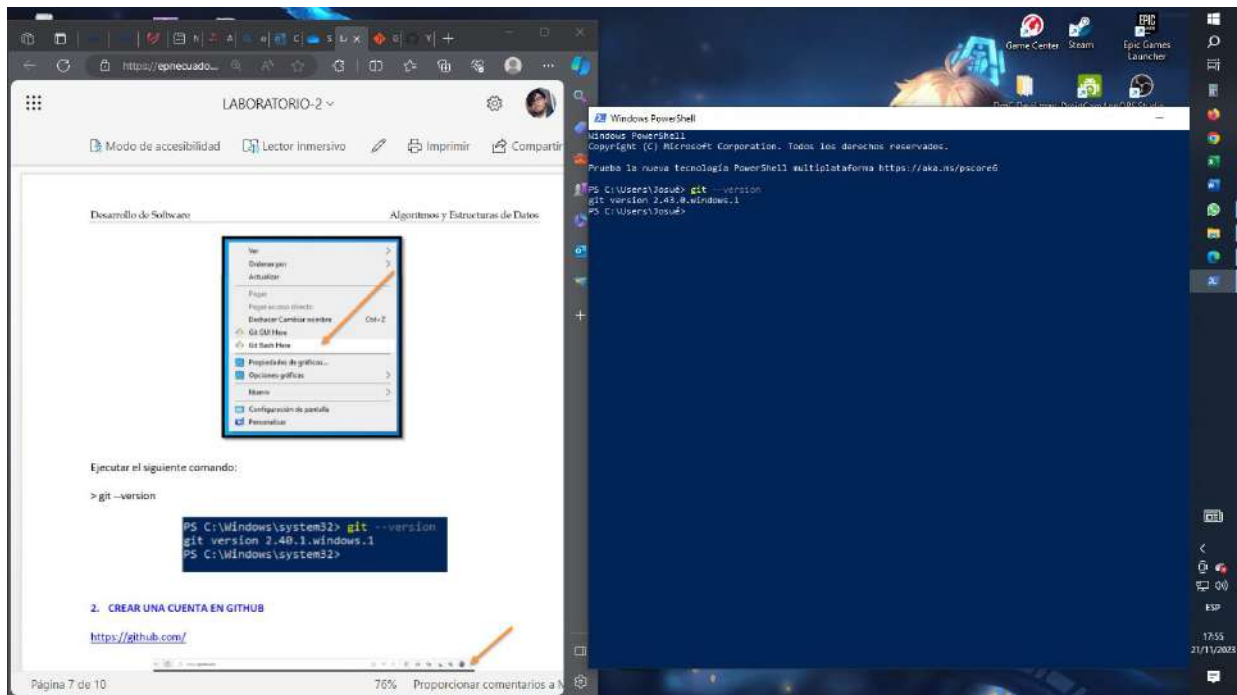 https://epnecuado...
LABORATORIO-2
Modo de accesibilidad Lector inmersivo Imprimir Compartir
Desarrollo de Software Algoritmos y Estructuras de Datos
Ver
Ordenar por
Actualizar
Pegar
Pegar acceso directo
Deshacer Cambiar nombre Ctrl+Z
Git GUI Here
Git Bash Here
Propiedades de gráficos...
Opciones gráficas
Nuevo
Configuración de pantalla
Personalizar
Ejecutar el siguiente comando:
> git --version
PS C:\Windows\system32> git --version
git version 2.40.1.windows.1
PS C:\Windows\system32>
2. CREAR UNA CUENTA EN GITHUB
https://github.com/
Página 7 de 10 76% Proporcionar comentarios a
Game Center Steam Epic Games Launcher
Windows PowerShell
Windows PowerShell
Copyright (C) Microsoft Corporation. Todos los derechos reservados.
Prueba la nueva tecnología PowerShell multiplataforma https://aka.ms/pscore6
PS C:\Users\Josué> git --version
git version 2.43.0.windows.1
PS C:\Users\Josué>
ESP
17:55
21/11/2023